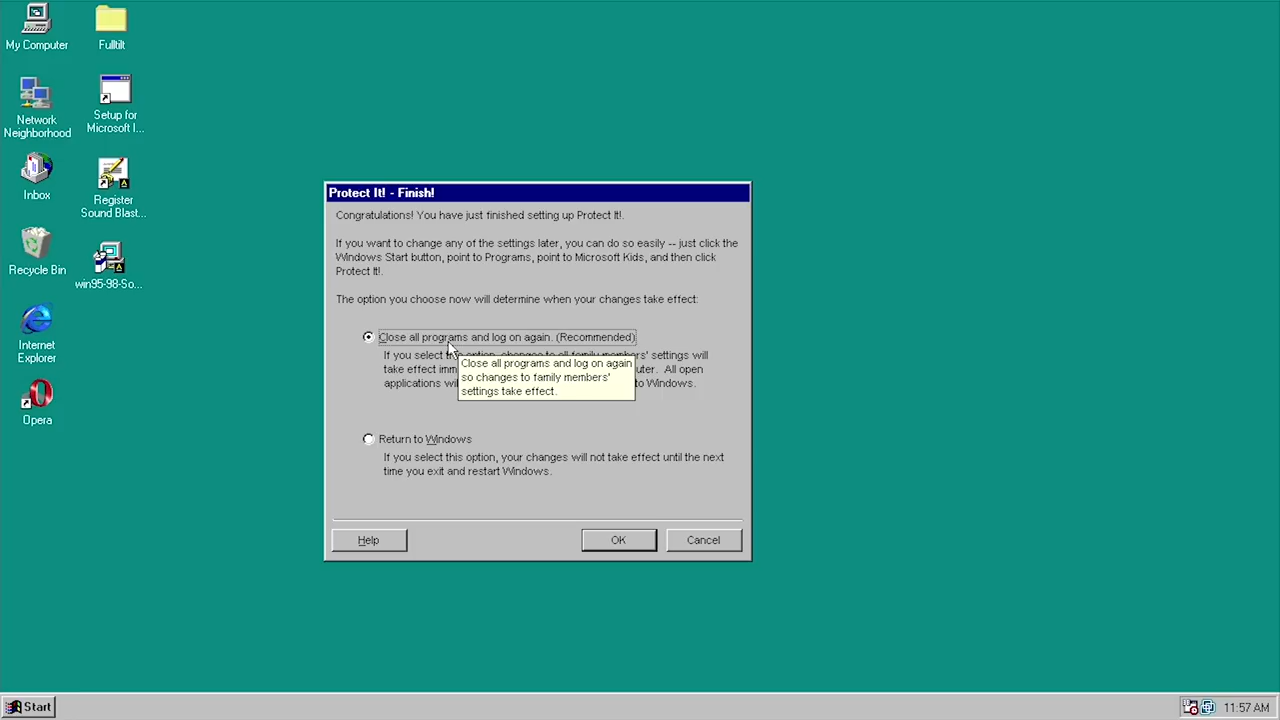 My Computer
Fulltilt
Network
Neighborhood
Setup for
Microsoft I...
Inbox
Register
Sound Blast...
Recycle Bin
win95-98-So...
Internet
Explorer
Opera
Protect It! - Finish!
Congratulations! You have just finished setting up Protect It!.
If you want to change any of the settings later, you can do so easily -- just click the
Windows Start button, point to Programs, point to Microsoft Kids, and then click
Protect It!.
The option you choose now will determine when your changes take effect:
Close all programs and log on again. (Recommended)
If you select option, changes to all family members' settings will
take effect All open
applications to Windows.
Close all programs and log on again
so changes to family members'
settings take effect.
Return to Windows
If you select this option, your changes will not take effect until the next
time you exit and restart Windows.
Help
OK
Cancel
Start
11:57 AM